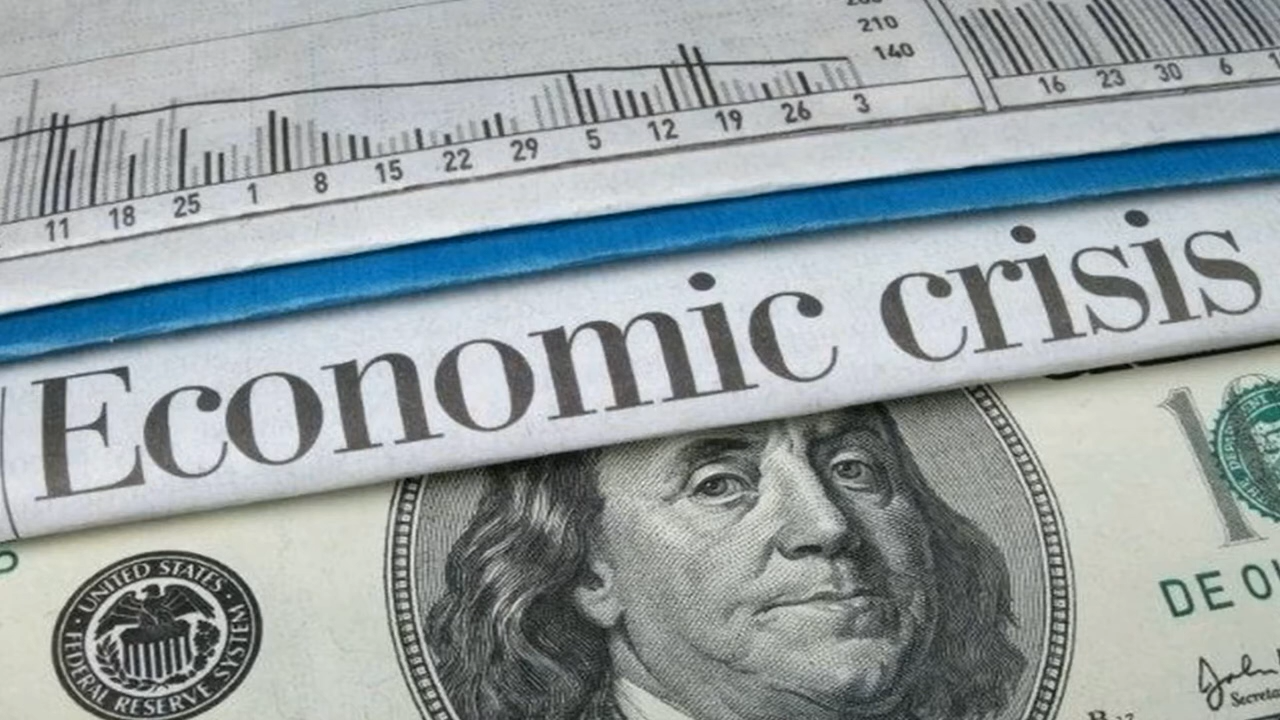 210
140
11 18 25 1 8 15 22 29 5 12 19 26 3
16 23 30 6
Economic crisis
UNITED STATES
FEDERAL RESERVE SYSTEM
DE